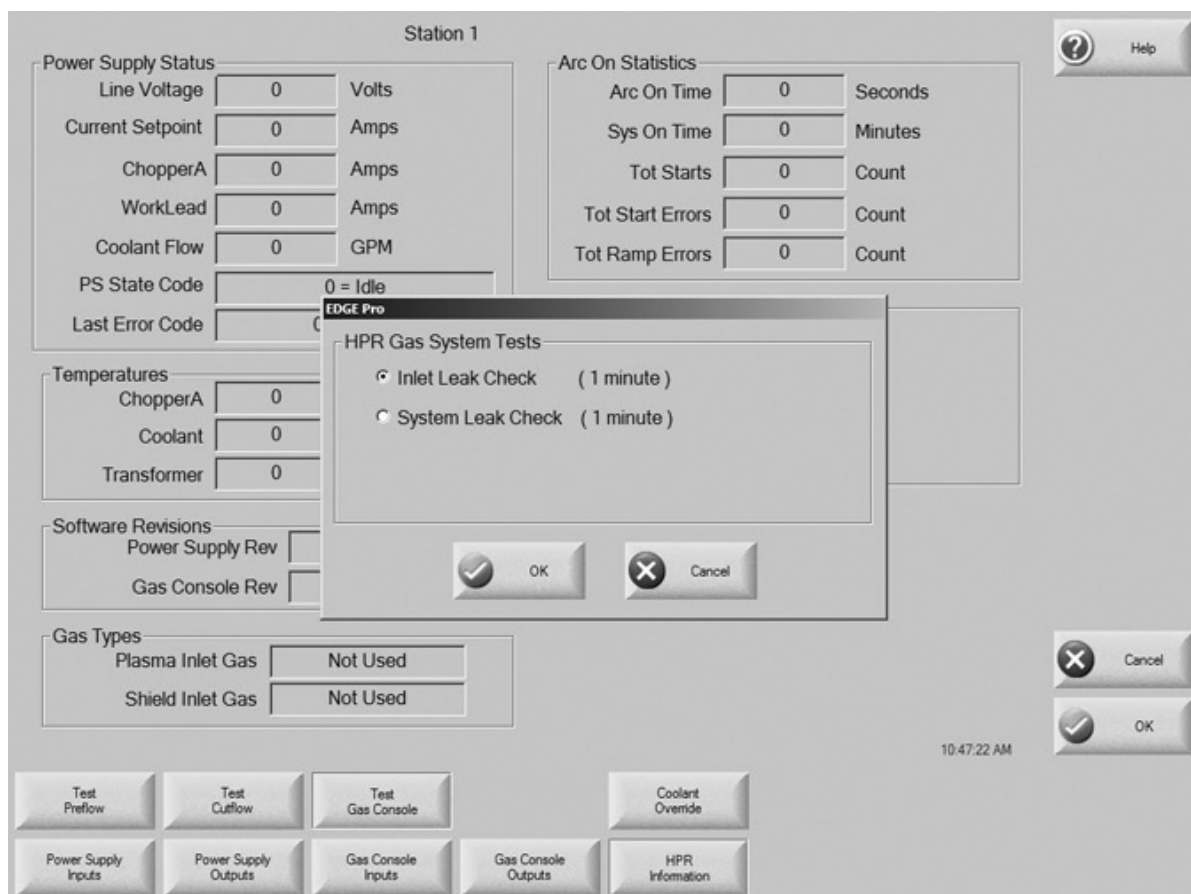 Station 1
Help
Power Supply Status
Line Voltage 0 Volts
Current Setpoint 0 Amps
ChopperA 0 Amps
WorkLead 0 Amps
Coolant Flow 0 GPM
PS State Code 0 = Idle
Last Error Code 0
Arc On Statistics
Arc On Time 0 Seconds
Sys On Time 0 Minutes
Tot Starts 0 Count
Tot Start Errors 0 Count
Tot Ramp Errors 0 Count
EDGE Pro
HPR Gas System Tests
Inlet Leak Check ( 1 minute )
System Leak Check ( 1 minute )
OK
Cancel
Temperatures
ChopperA 0
Coolant 0
Transformer 0
Software Revisions
Power Supply Rev
Gas Console Rev
Gas Types
Plasma Inlet Gas Not Used
Shield Inlet Gas Not Used
Cancel
OK
10:47:22 AM
Test
Preflow
Test
Cutflow
Test
Gas Console
Coolant
Override
Power Supply
Inputs
Power Supply
Outputs
Gas Console
Inputs
Gas Console
Outputs
HPR
Information